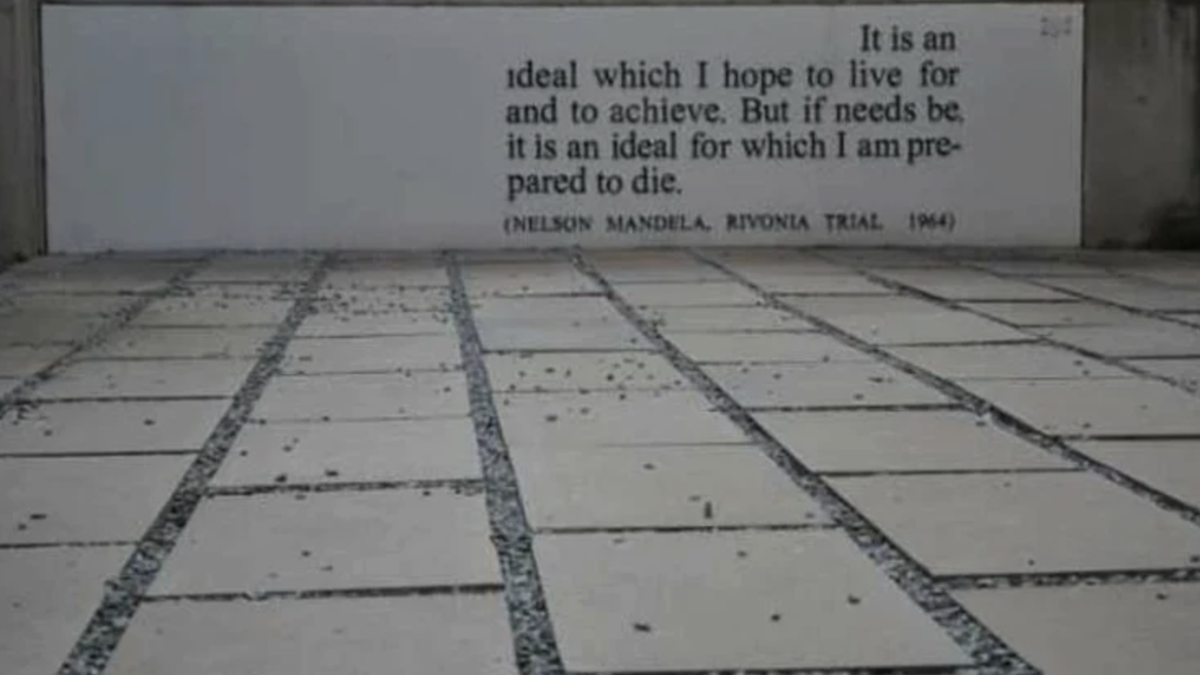 It is an
ideal which I hope to live for
and to achieve. But if needs be,
it is an ideal for which I am pre-
pared to die.
(NELSON MANDELA, RIVONIA TRIAL 1964)